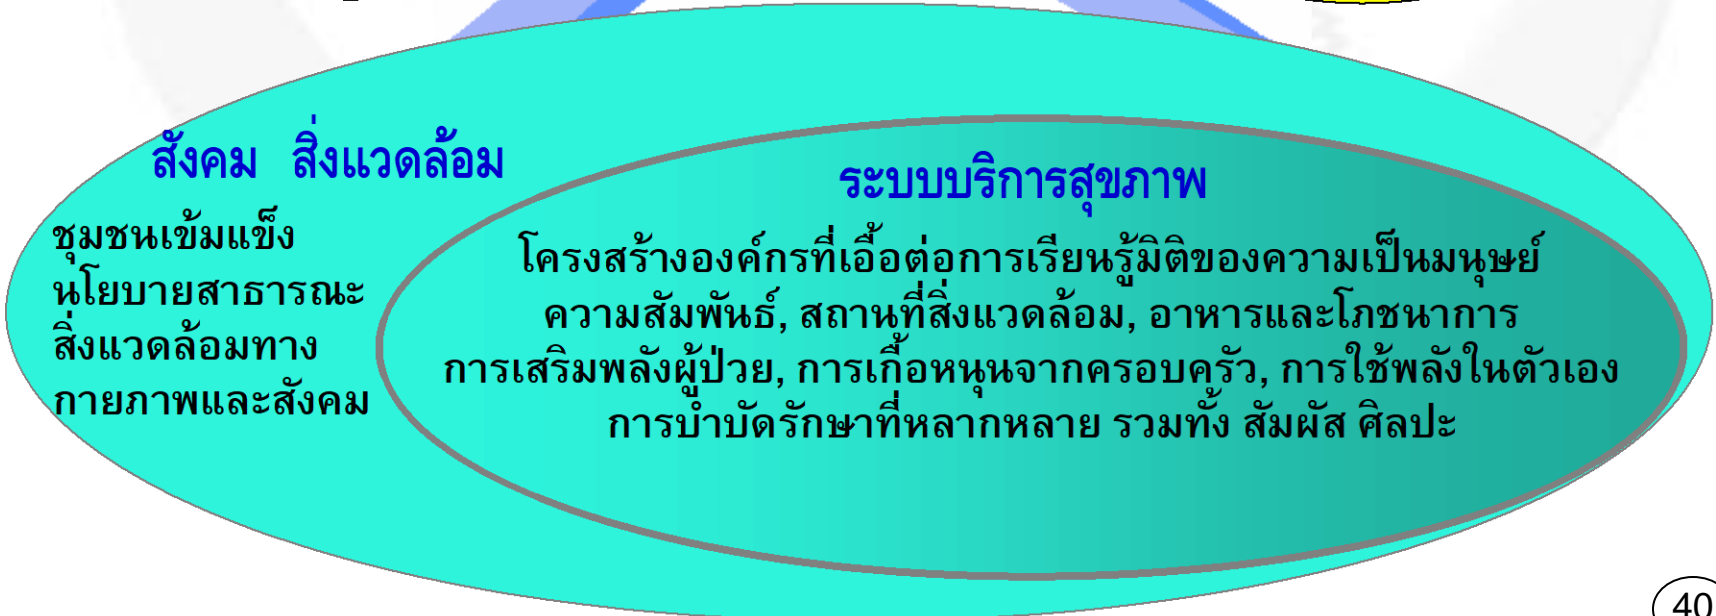 สังคม สิ่งแวดล้อม
ชุมชนเข้มแข็ง
นโยบายสาธารณะ
สิ่งแวดล้อมทาง
กายภาพและสังคม
ระบบบริการสุขภาพ
โครงสร้างองค์กรที่เอื้อต่อการเรียนรู้มิติของความเป็นมนุษย์
ความสัมพันธ์, สถานที่สิ่งแวดล้อม, อาหารและโภชนาการ
การเสริมพลังผู้ป่วย, การเกื้อหนุนจากครอบครัว, การใช้พลังในตัวเอง
การบำบัดรักษาที่หลากหลาย รวมทั้ง สัมผัส ศิลปะ
40